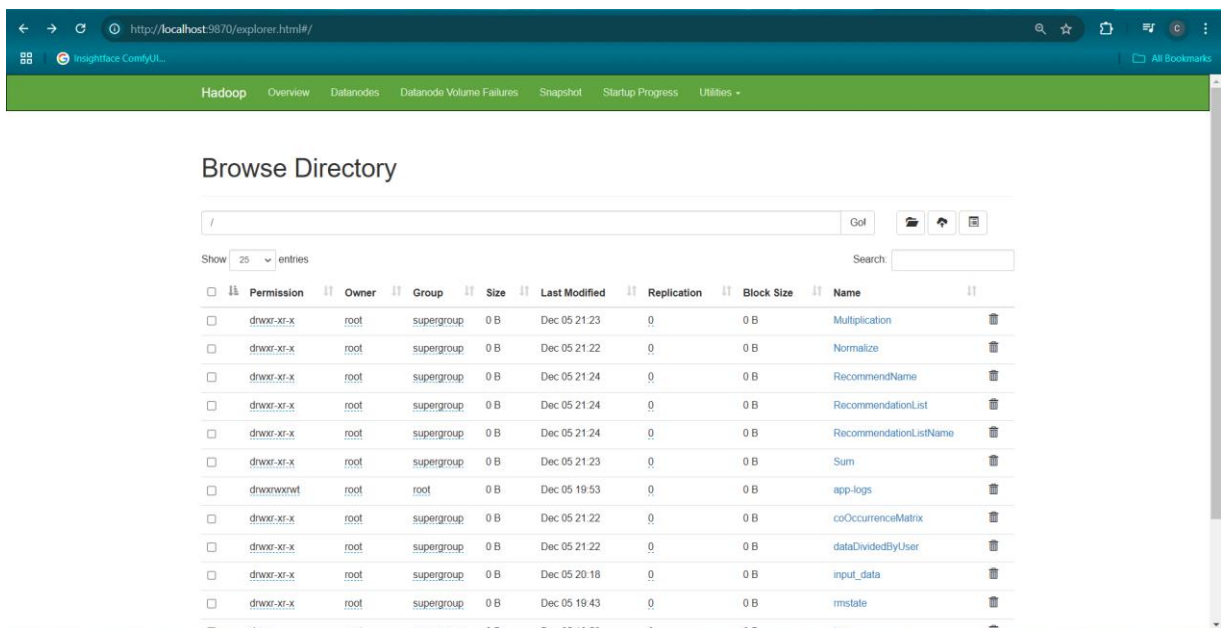 http://localhost:9870/explorer.html#/
C
Insightface ComfyUI...
All Bookmarks
Hadoop Overview Datanodes Datanode Volume Failures Snapshot Startup Progress Utilities
Browse Directory
/ Go!
Show 25 entries Search:
Permission Owner Group Size Last Modified Replication Block Size Name
drwxr-xr-x root supergroup 0 B Dec 05 21:23 0 0 B Multiplication
drwxr-xr-x root supergroup 0 B Dec 05 21:22 0 0 B Normalize
drwxr-xr-x root supergroup 0 B Dec 05 21:24 0 0 B RecommendName
drwxr-xr-x root supergroup 0 B Dec 05 21:24 0 0 B RecommendationList
drwxr-xr-x root supergroup 0 B Dec 05 21:24 0 0 B RecommendationListName
drwxr-xr-x root supergroup 0 B Dec 05 21:23 0 0 B Sum
drwxrwxrwt root root 0 B Dec 05 19:53 0 0 B app-logs
drwxr-xr-x root supergroup 0 B Dec 05 21:22 0 0 B coOccurrenceMatrix
drwxr-xr-x root supergroup 0 B Dec 05 21:22 0 0 B dataDividedByUser
drwxr-xr-x root supergroup 0 B Dec 05 20:18 0 0 B input_data
drwxr-xr-x root supergroup 0 B Dec 05 19:43 0 0 B rmstate